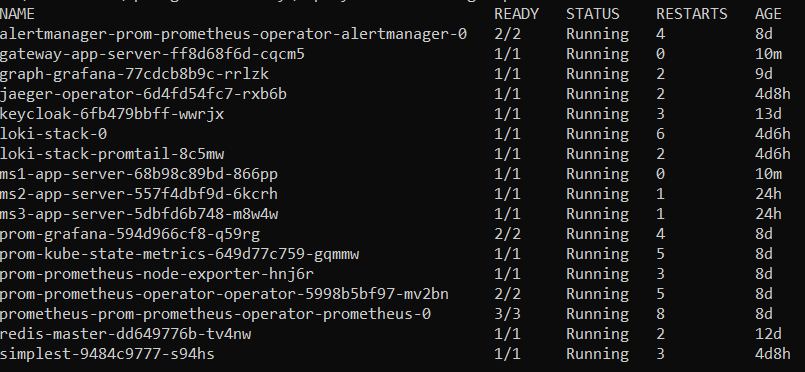 NAME READY STATUS RESTARTS AGE
alertmanager-prom-prometheus-operator-alertmanager-0 2/2 Running 4 8d
gateway-app-server-ff8d68f6d-cqcm5 1/1 Running 0 10m
graph-grafana-77cdcb8b9c-rrlzk 1/1 Running 2 9d
jaeger-operator-6d4fd54fc7-rxb6b 1/1 Running 2 4d8h
keycloak-6fb479bbff-wwrjx 1/1 Running 3 13d
loki-stack-0 1/1 Running 6 4d6h
loki-stack-promtail-8c5mw 1/1 Running 2 4d6h
ms1-app-server-68b98c89bd-866pp 1/1 Running 0 10m
ms2-app-server-557f4dbf9d-6kcrh 1/1 Running 1 24h
ms3-app-server-5dbfd6b748-m8w4w 1/1 Running 1 24h
prom-grafana-594d966cf8-q59rg 2/2 Running 4 8d
prom-kube-state-metrics-649d77c759-gqmmw 1/1 Running 5 8d
prom-prometheus-node-exporter-hnj6r 1/1 Running 3 8d
prom-prometheus-operator-operator-5998b5bf97-mv2bn 2/2 Running 5 8d
prometheus-prom-prometheus-operator-prometheus-0 3/3 Running 8 8d
redis-master-dd649776b-tv4nw 1/1 Running 2 12d
simplest-9484c9777-s94hs 1/1 Running 3 4d8h